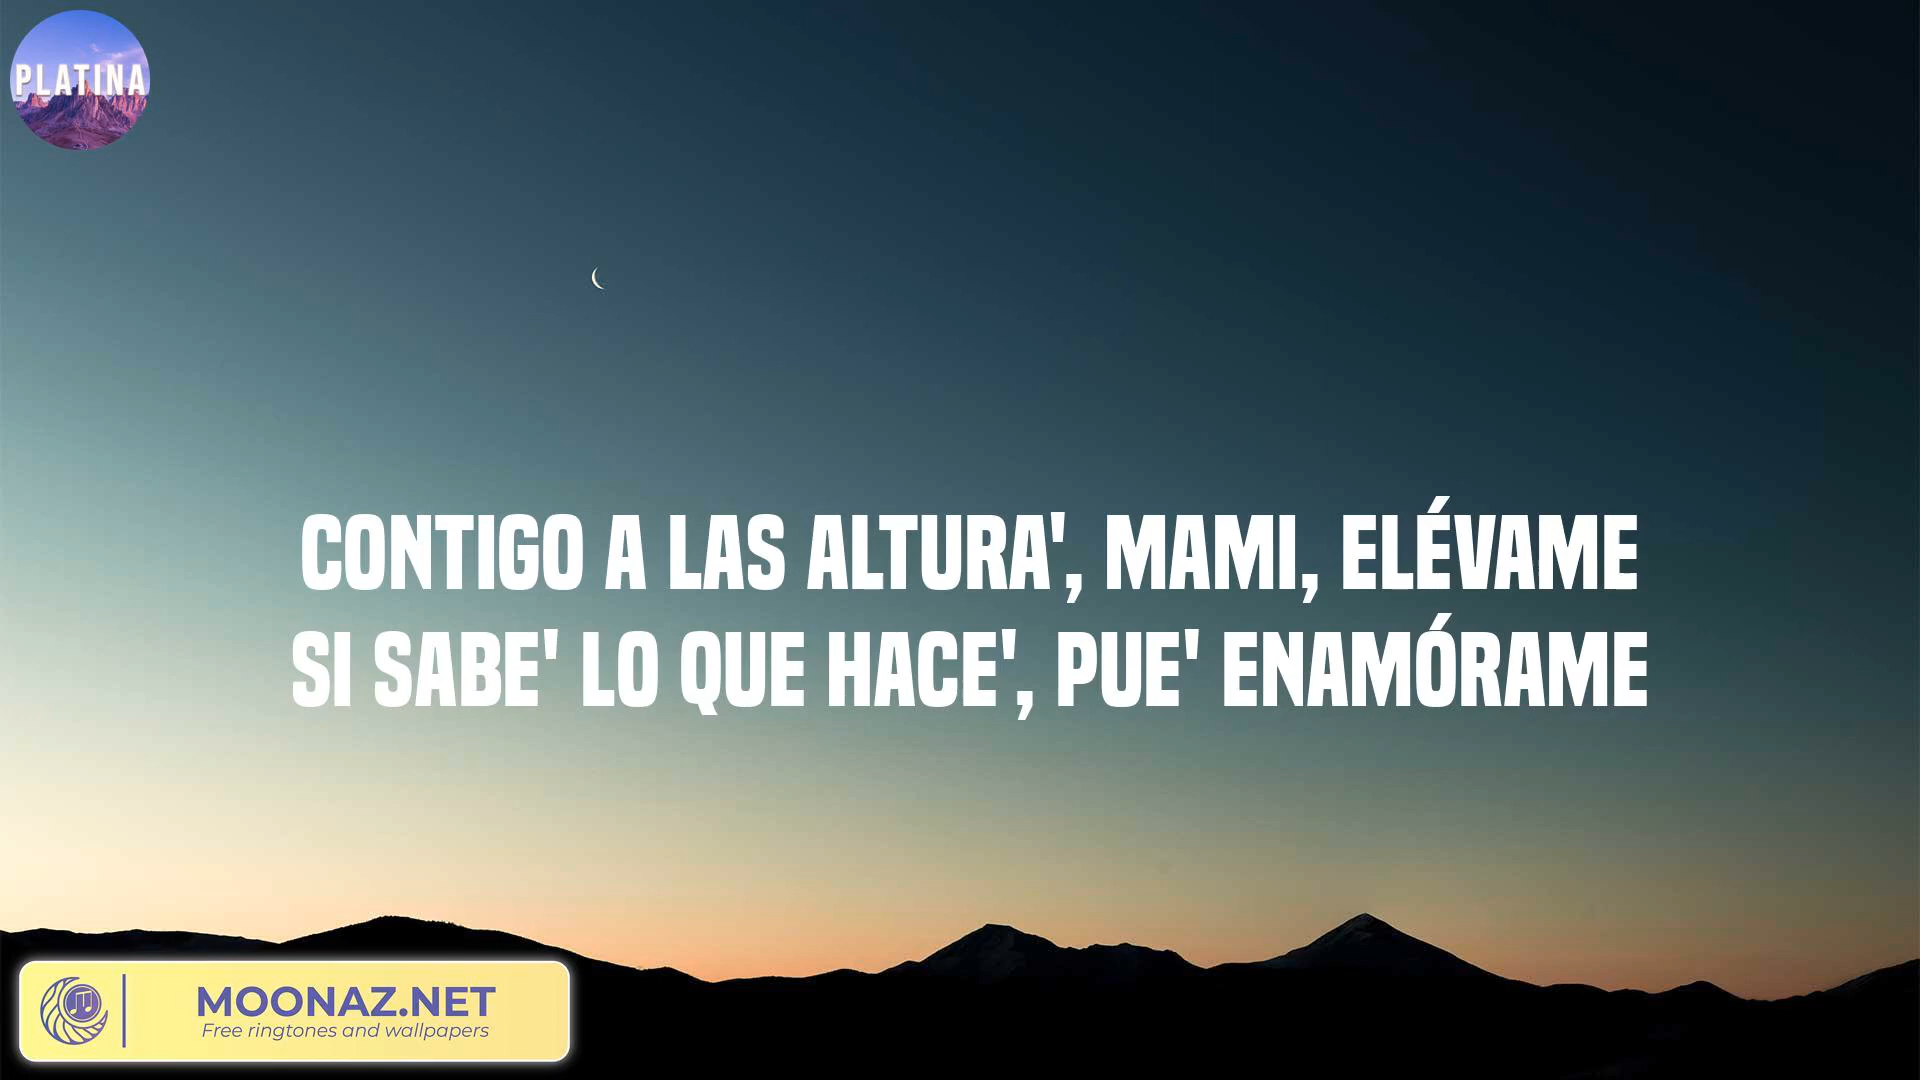 PLATINA
CONTIGO A LAS ALTURA', MAMI, ELÉVAME
SI SABE' LO QUE HACE', PUE' ENAMÓRAME
MOONAZ.NET
Free ringtones and wallpapers